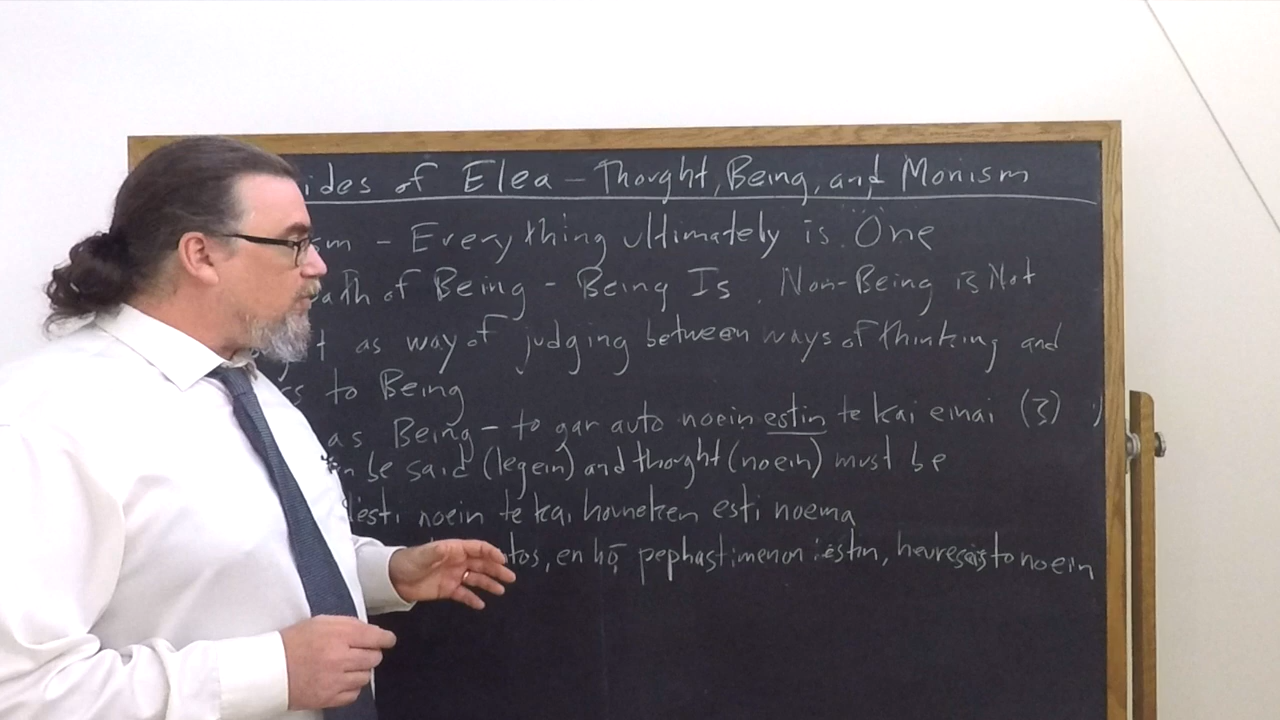 ides of Elea - Thought, Being, and Monism
sm - Everything ultimately is One
ath of Being - Being Is. Non-Being is Not
t as way of judging between ways of thinking and
s to Being
as Being - to gar auto noein estin te kai einai (3)
n be said (legein) and thought (noein) must be
esti noein te kai houneken esti noema
tos, en hō pephastimenon estin, heureseis to noein